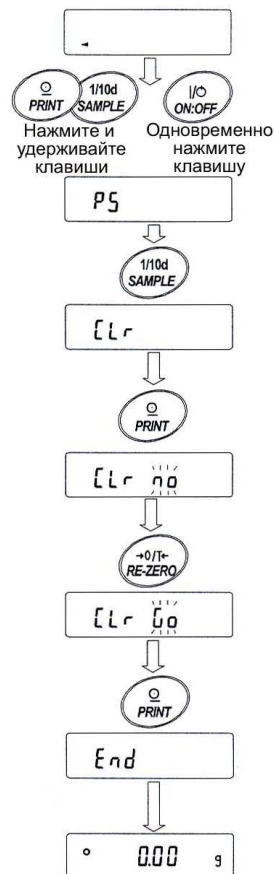 PRINT
1/10d
SAMPLE
I/
ON:OFF
Нажмите и
удерживайте
клавиши
Одновременно
нажмите
клавишу
PS
1/10d
SAMPLE
CLr
PRINT
CLr no
→0/T←
RE-ZERO
CLr Go
PRINT
End
0.00 g